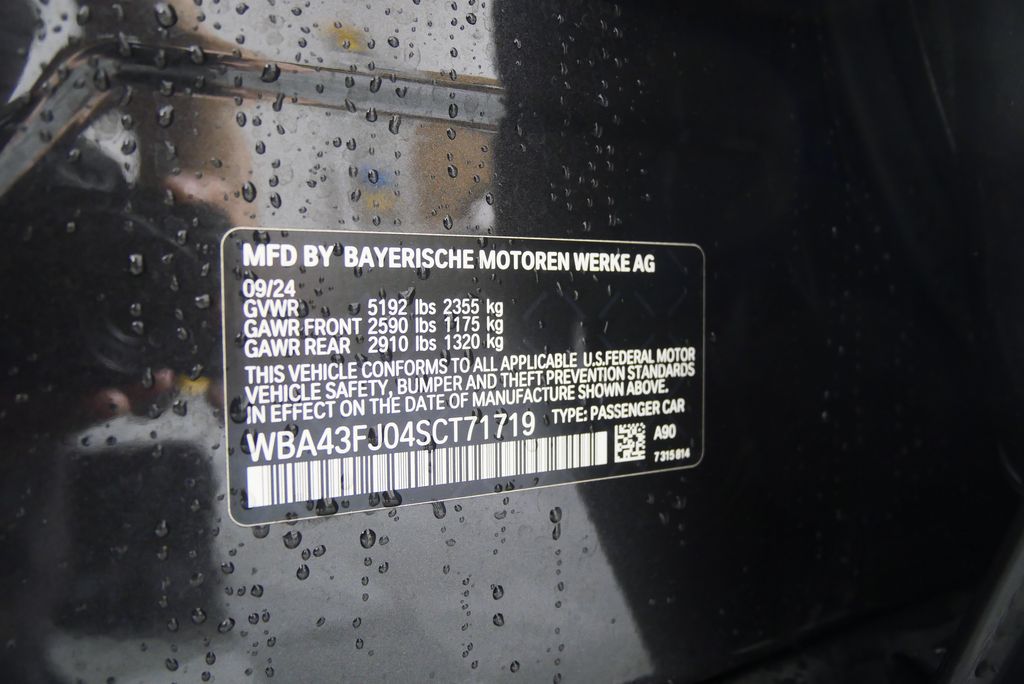 MFD BY BAYERISCHE MOTOREN WERKE AG
09/24
GVWR 5192 lbs 2355 kg
GAWR FRONT 2590 lbs 1175 kg
GAWR REAR 2910 lbs 1320 kg
THIS VEHICLE CONFORMS TO ALL APPLICABLE U.S.FEDERAL MOTOR
VEHICLE SAFETY, BUMPER AND THEFT PREVENTION STANDARDS
IN EFFECT ON THE DATE OF MANUFACTURE SHOWN ABOVE.
WBA43FJ04SCT71719 TYPE: PASSENGER CAR
A90
7315814